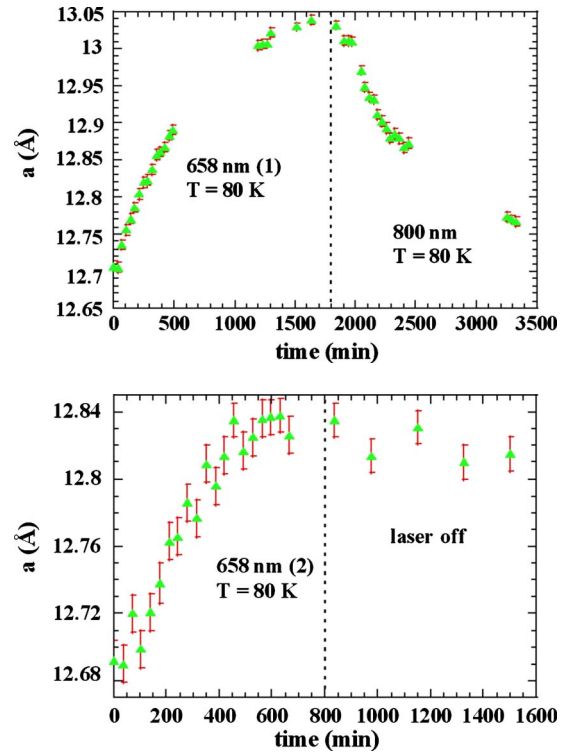 13.05
13
12.95
12.9
12.85
12.8
12.75
12.7
12.65
a (Å)
658 nm (1)
T = 80 K
800 nm
T = 80 K
0 500 1000 1500 2000 2500 3000 3500
time (min)
12.84
12.8
12.76
12.72
12.68
a (Å)
laser off
658 nm (2)
T = 80 K
0 200 400 600 800 1000 1200 1400 1600
time (min)